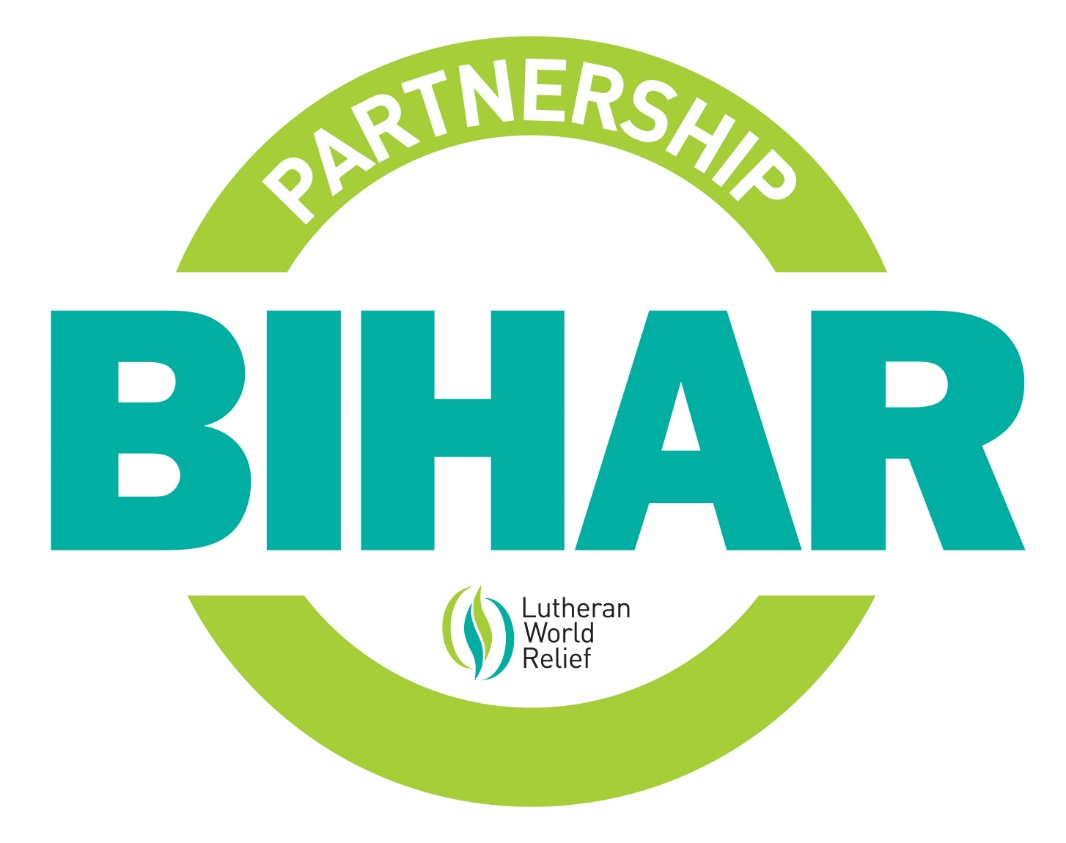 PARTNERSHIP
BIHAR
Lutheran
World
Relief